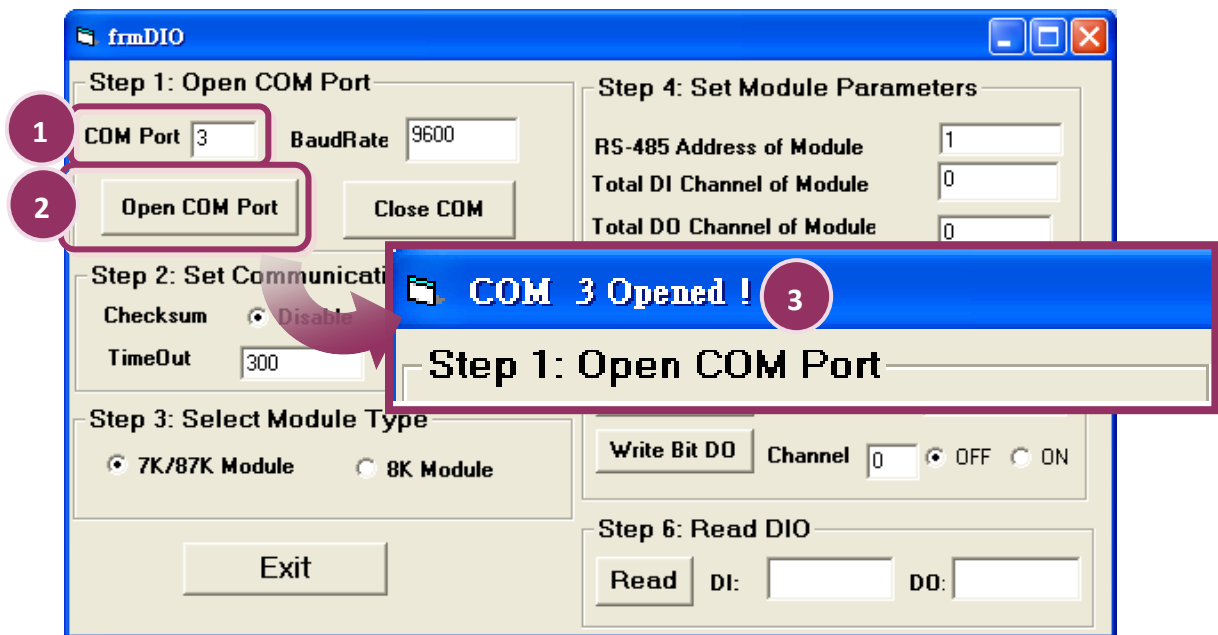 frmDIO
Step 1: Open COM Port
1
COM Port 3 BaudRate 9600
2
Open COM Port Close COM
Step 2: Set Communicati
Checksum Disable
TimeOut 300
Step 3: Select Module Type
7K/87K Module 8K Module
Exit
Step 4: Set Module Parameters
RS-485 Address of Module 1
Total DI Channel of Module 0
Total DO Channel of Module 0
COM 3 Opened ! 3
Step 1: Open COM Port
Write Bit DO Channel 0 OFF ON
Step 6: Read DIO
Read DI: DO: